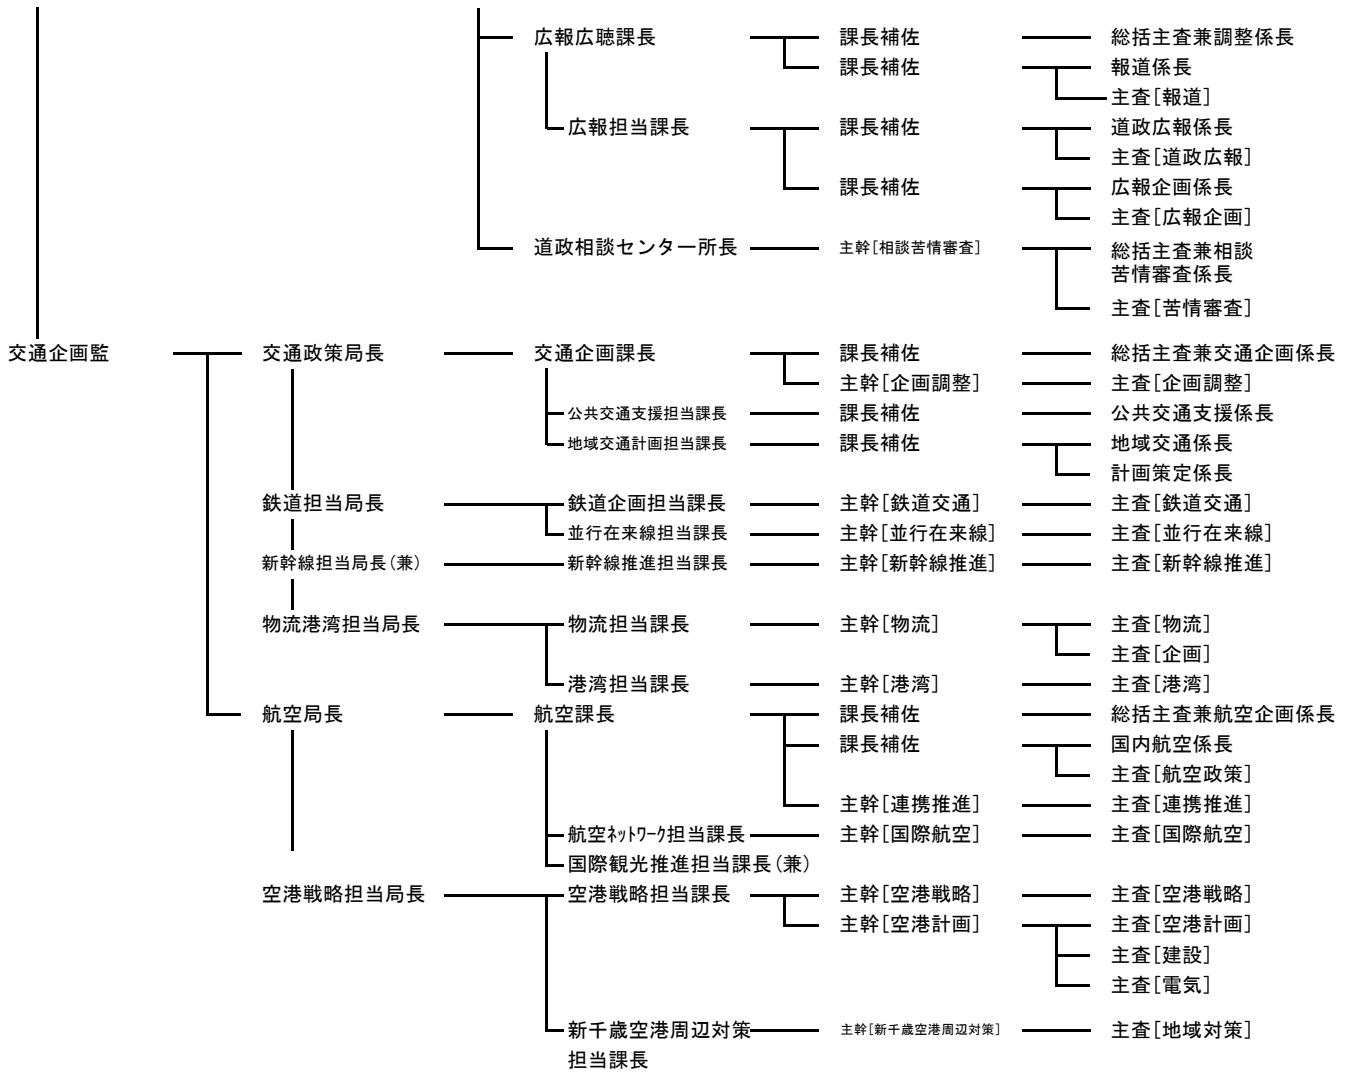 広報広聴課長 課長補佐 総括主査兼調整係長
課長補佐 報道係長
主査[報道]
広報担当課長 課長補佐 道政広報係長
主査[道政広報]
課長補佐 広報企画係長
主査[広報企画]
道政相談センター所長 主幹[相談苦情審査] 総括主査兼相談
苦情審査係長
主査[苦情審査]
交通企画監 交通政策局長 交通企画課長 課長補佐 総括主査兼交通企画係長
主幹[企画調整] 主査[企画調整]
公共交通支援担当課長 課長補佐 公共交通支援係長
地域交通計画担当課長 課長補佐 地域交通係長
計画策定係長
鉄道担当局長 鉄道企画担当課長 主幹[鉄道交通] 主査[鉄道交通]
並行在来線担当課長 主幹[並行在来線] 主査[並行在来線]
新幹線担当局長(兼) 新幹線推進担当課長 主幹[新幹線推進] 主査[新幹線推進]
物流港湾担当局長 物流担当課長 主幹[物流] 主査[物流]
主査[企画]
港湾担当課長 主幹[港湾] 主査[港湾]
航空局長 航空課長 課長補佐 総括主査兼航空企画係長
課長補佐 国内航空係長
主査[航空政策]
主幹[連携推進] 主査[連携推進]
航空ﾈｯﾄﾜｰｸ担当課長 主幹[国際航空] 主査[国際航空]
国際観光推進担当課長(兼)
空港戦略担当局長 空港戦略担当課長 主幹[空港戦略] 主査[空港戦略]
主幹[空港計画] 主査[空港計画]
主査[建設]
主査[電気]
新千歳空港周辺対策 主幹[新千歳空港周辺対策] 主査[地域対策]
担当課長